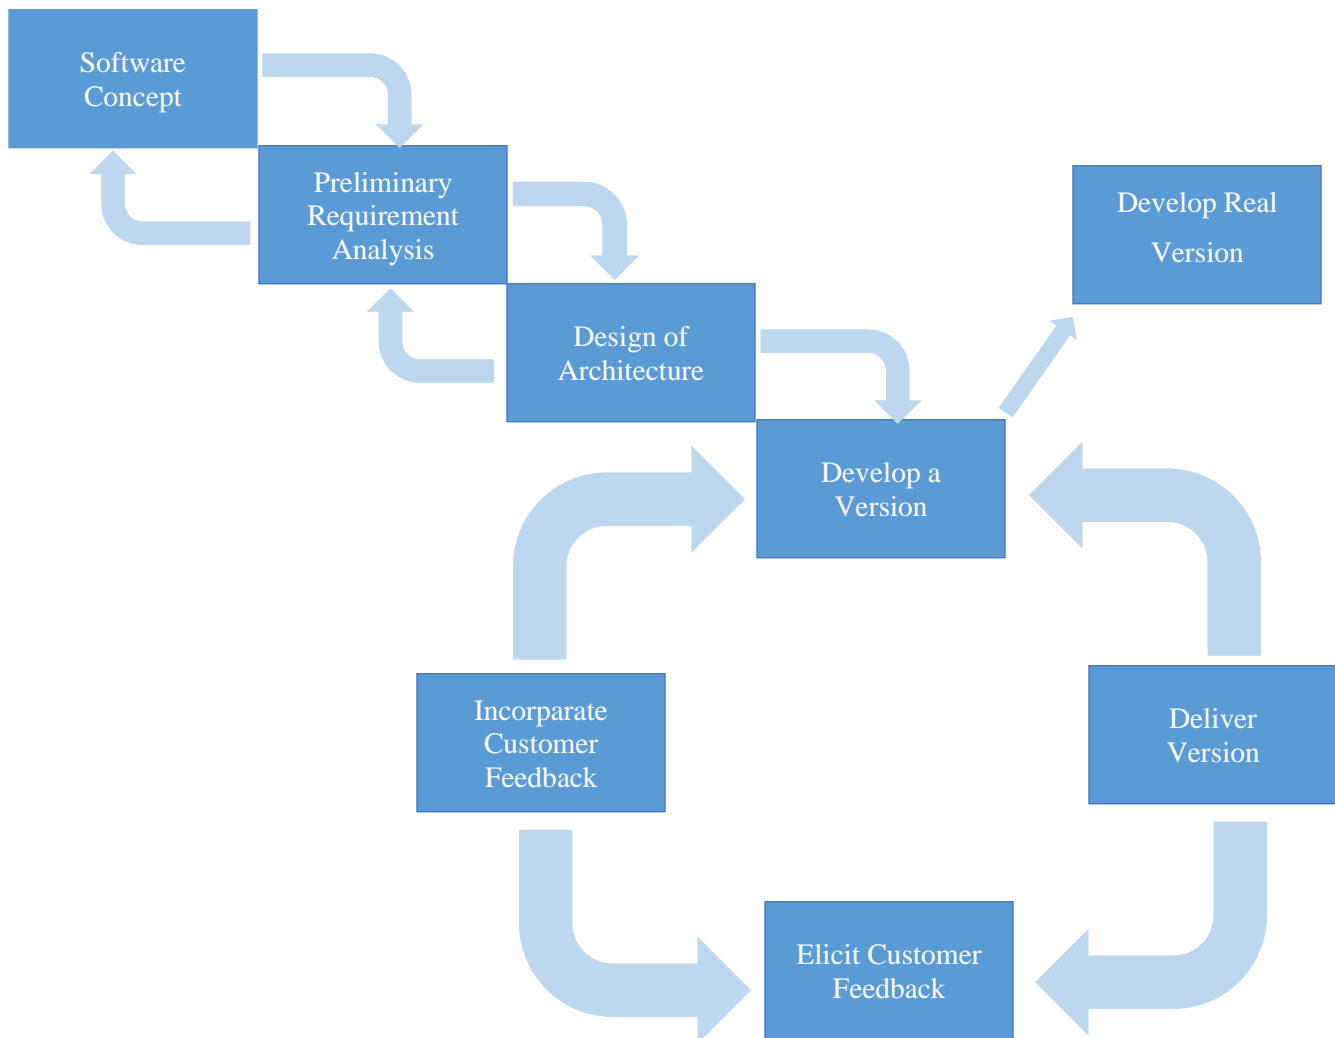 Software
Concept
Preliminary
Requirement
Analysis
Develop Real
Version
Design of
Architecture
Develop a
Version
Incorparate
Customer
Feedback
Deliver
Version
Elicit Customer
Feedback